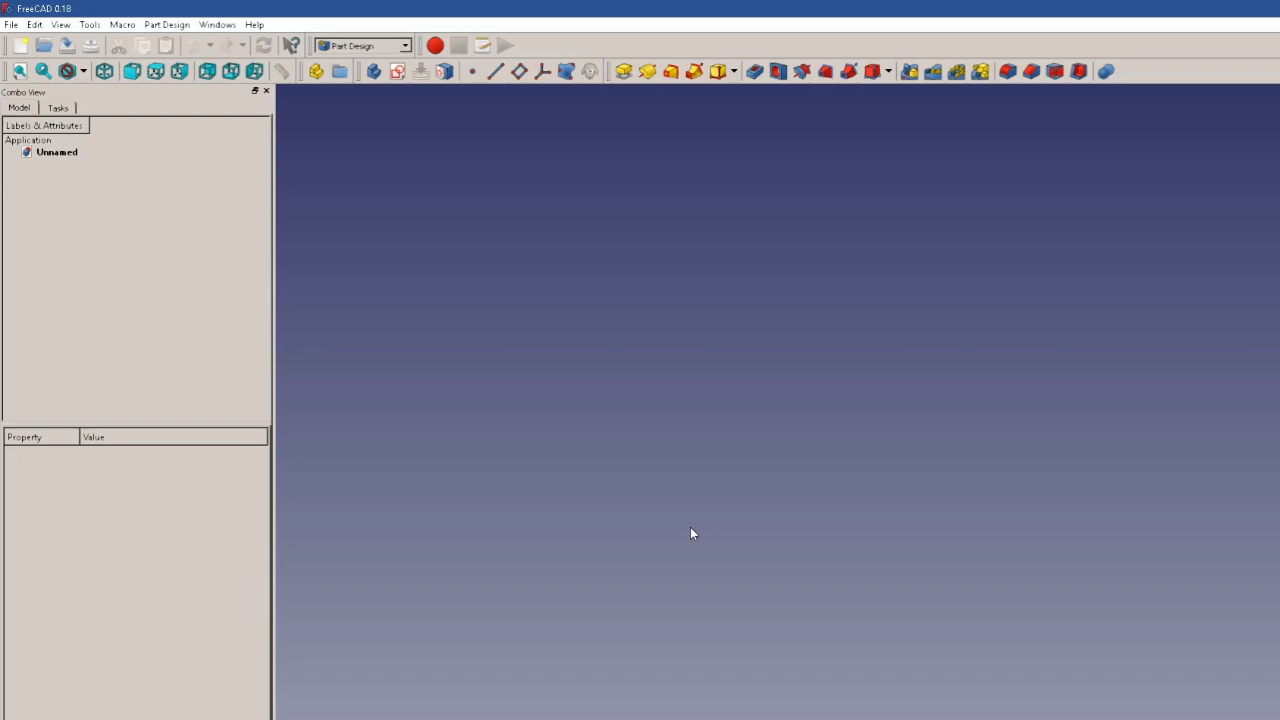 FreeCAD 0.18
File Edit View Tools Macro Part Design Windows Help
Part Design
Combo View
Model Tasks
Labels & Attributes
Application
Unnamed
Property Value